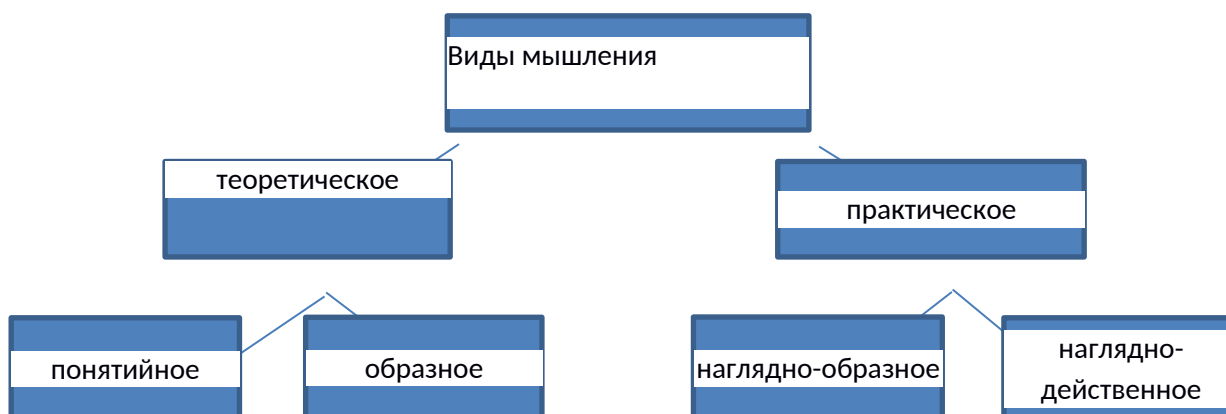 Виды мышления
теоретическое
практическое
понятийное
образное
наглядно-образное
наглядно-
действенное